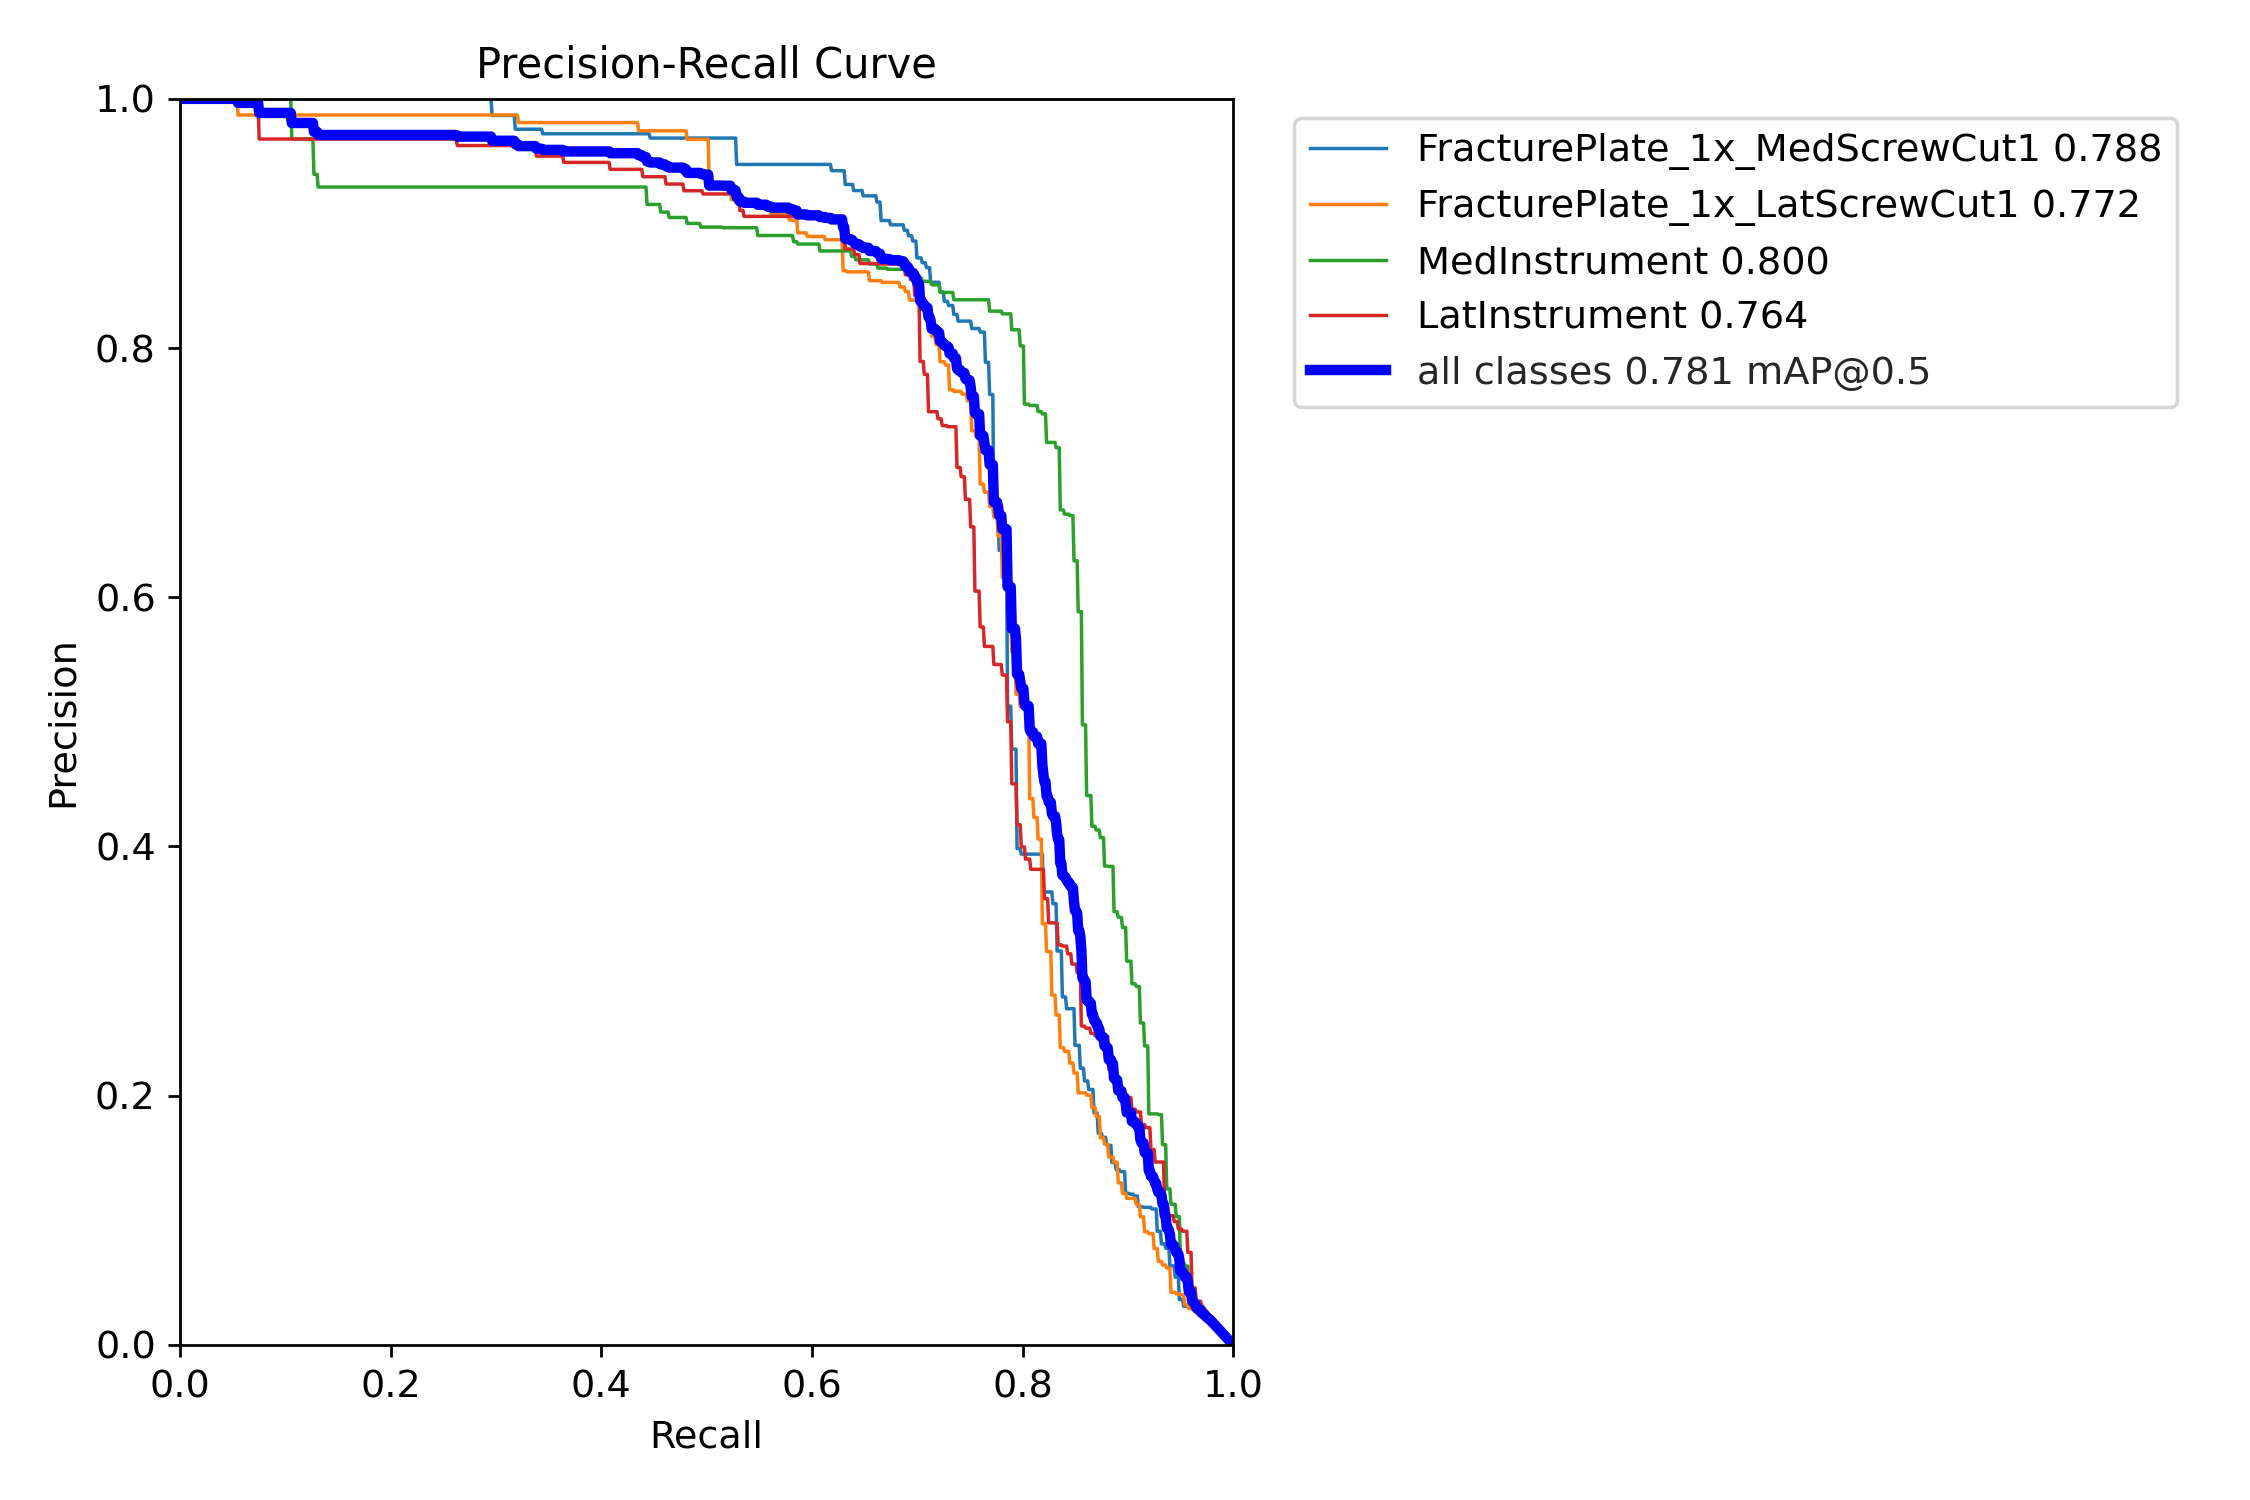 Precision-Recall Curve
1.0
0.8
0.6
0.4
0.2
0.0
Precision
0.0 0.2 0.4 0.6 0.8 1.0
Recall
FracturePlate_1x_MedScrewCut1 0.788
FracturePlate_1x_LatScrewCut1 0.772
MedInstrument 0.800
LatInstrument 0.764
all classes 0.781 mAP@0.5